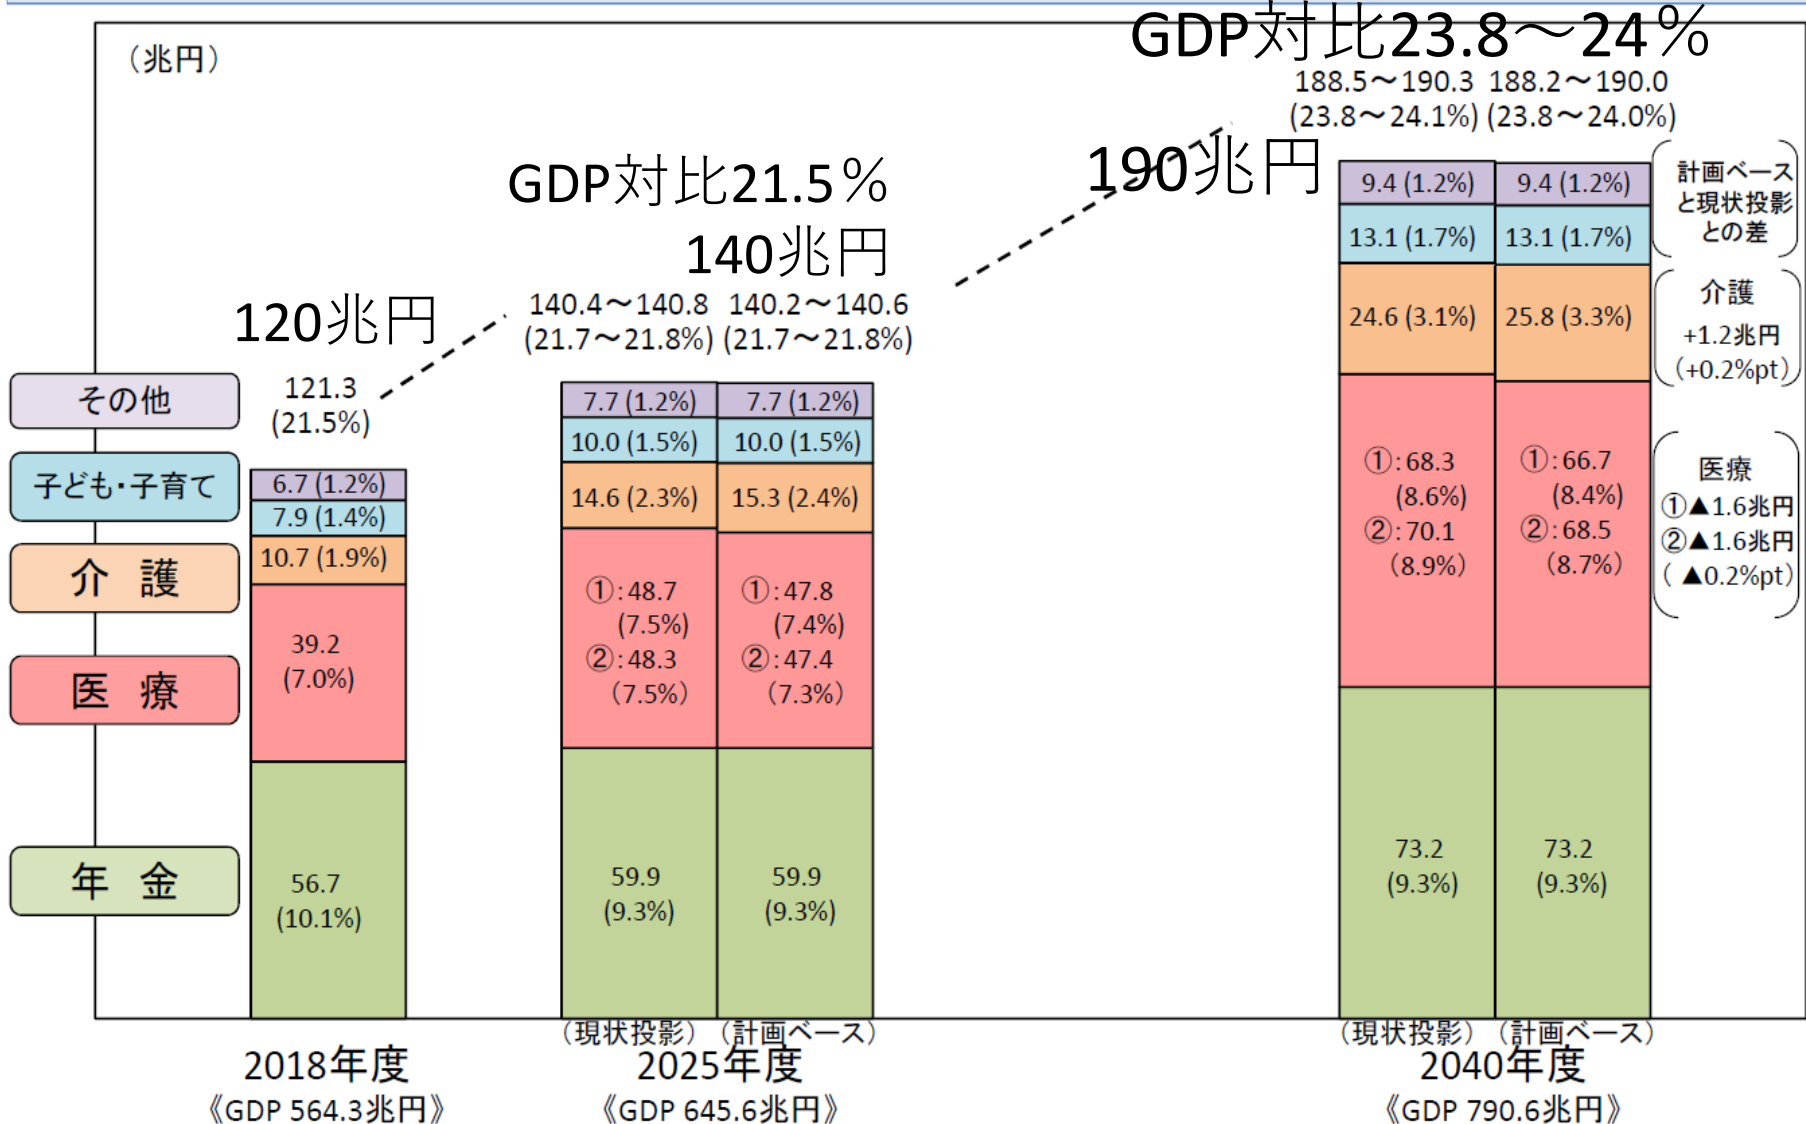 GDP対比23.8～24％
（兆円）
188.5～190.3 188.2～190.0
(23.8～24.1%) (23.8～24.0%)
190兆円
GDP対比21.5％
140兆円
140.4～140.8 140.2～140.6
(21.7～21.8%) (21.7～21.8%)
120兆円
121.3
(21.5%)
その他
子ども・子育て
介 護
医 療
年 金
6.7 (1.2%)
7.9 (1.4%)
10.7 (1.9%)
39.2
(7.0%)
56.7
(10.1%)
7.7 (1.2%)
10.0 (1.5%)
14.6 (2.3%)
①:48.7
(7.5%)
②:48.3
(7.5%)
59.9
(9.3%)
7.7 (1.2%)
10.0 (1.5%)
15.3 (2.4%)
①:47.8
(7.4%)
②:47.4
(7.3%)
59.9
(9.3%)
9.4 (1.2%)
13.1 (1.7%)
24.6 (3.1%)
①:68.3
(8.6%)
②:70.1
(8.9%)
73.2
(9.3%)
9.4 (1.2%)
13.1 (1.7%)
25.8 (3.3%)
①:66.7
(8.4%)
②:68.5
(8.7%)
73.2
(9.3%)
計画ベース
と現状投影
との差
介護
+1.2兆円
(+0.2%pt)
医療
①▲1.6兆円
②▲1.6兆円
( ▲0.2%pt)
（現状投影）（計画ベース）
（現状投影）（計画ベース）
2018年度
2025年度
2040年度
《GDP 564.3兆円》
《GDP 645.6兆円》
《GDP 790.6兆円》